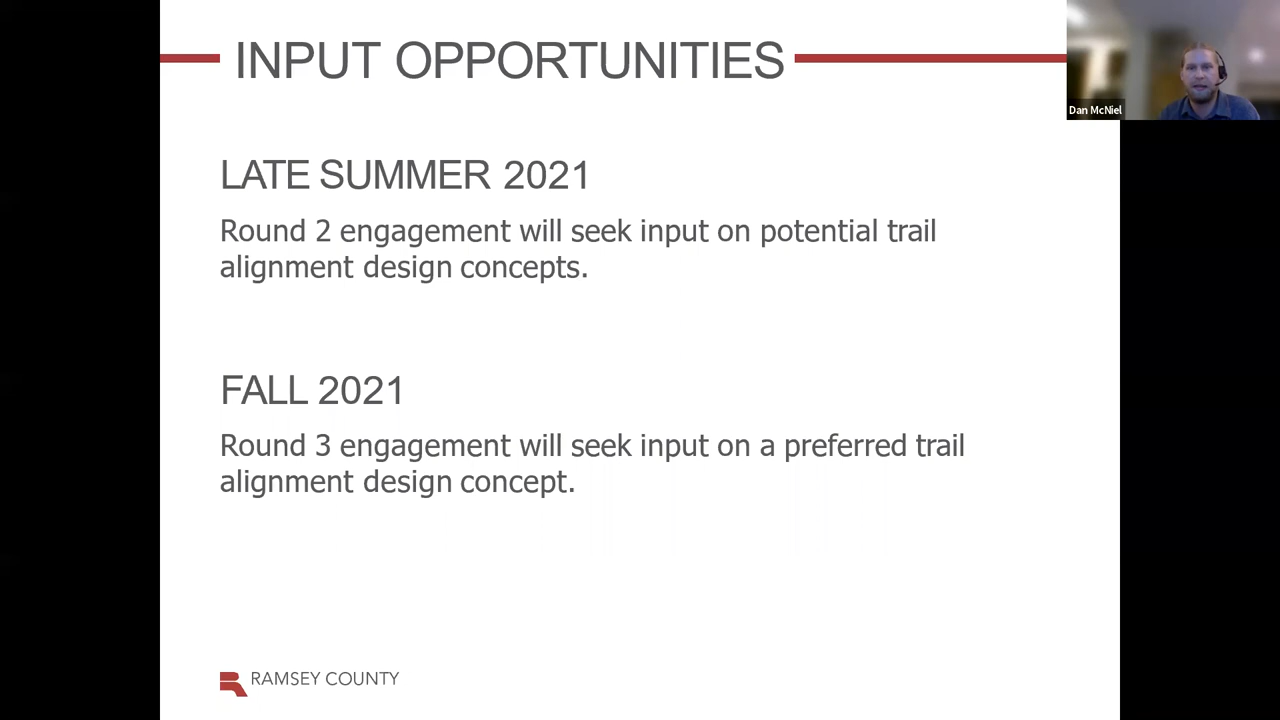 INPUT OPPORTUNITIES
Dan McNiel
LATE SUMMER 2021
Round 2 engagement will seek input on potential trail
alignment design concepts.
FALL 2021
Round 3 engagement will seek input on a preferred trail
alignment design concept.
RAMSEY COUNTY